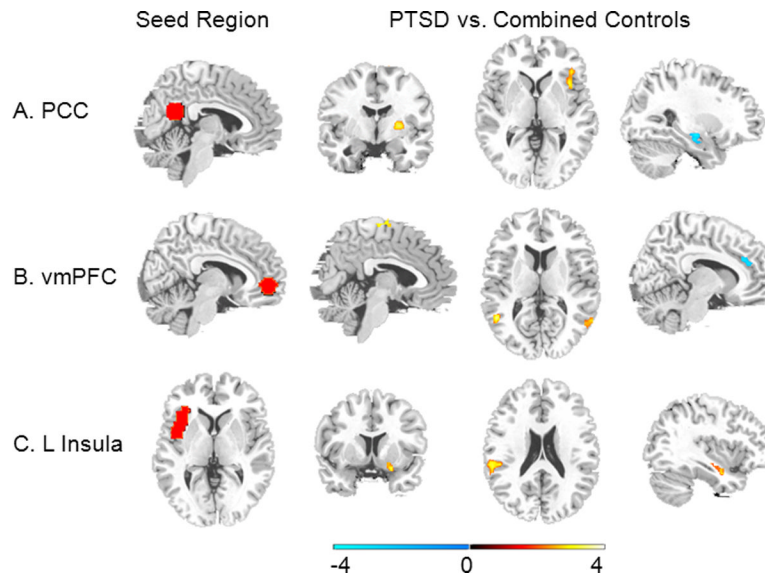 Seed Region PTSD vs. Combined Controls
A. PCC
B. vmPFC
C. L Insula
-4 0 4